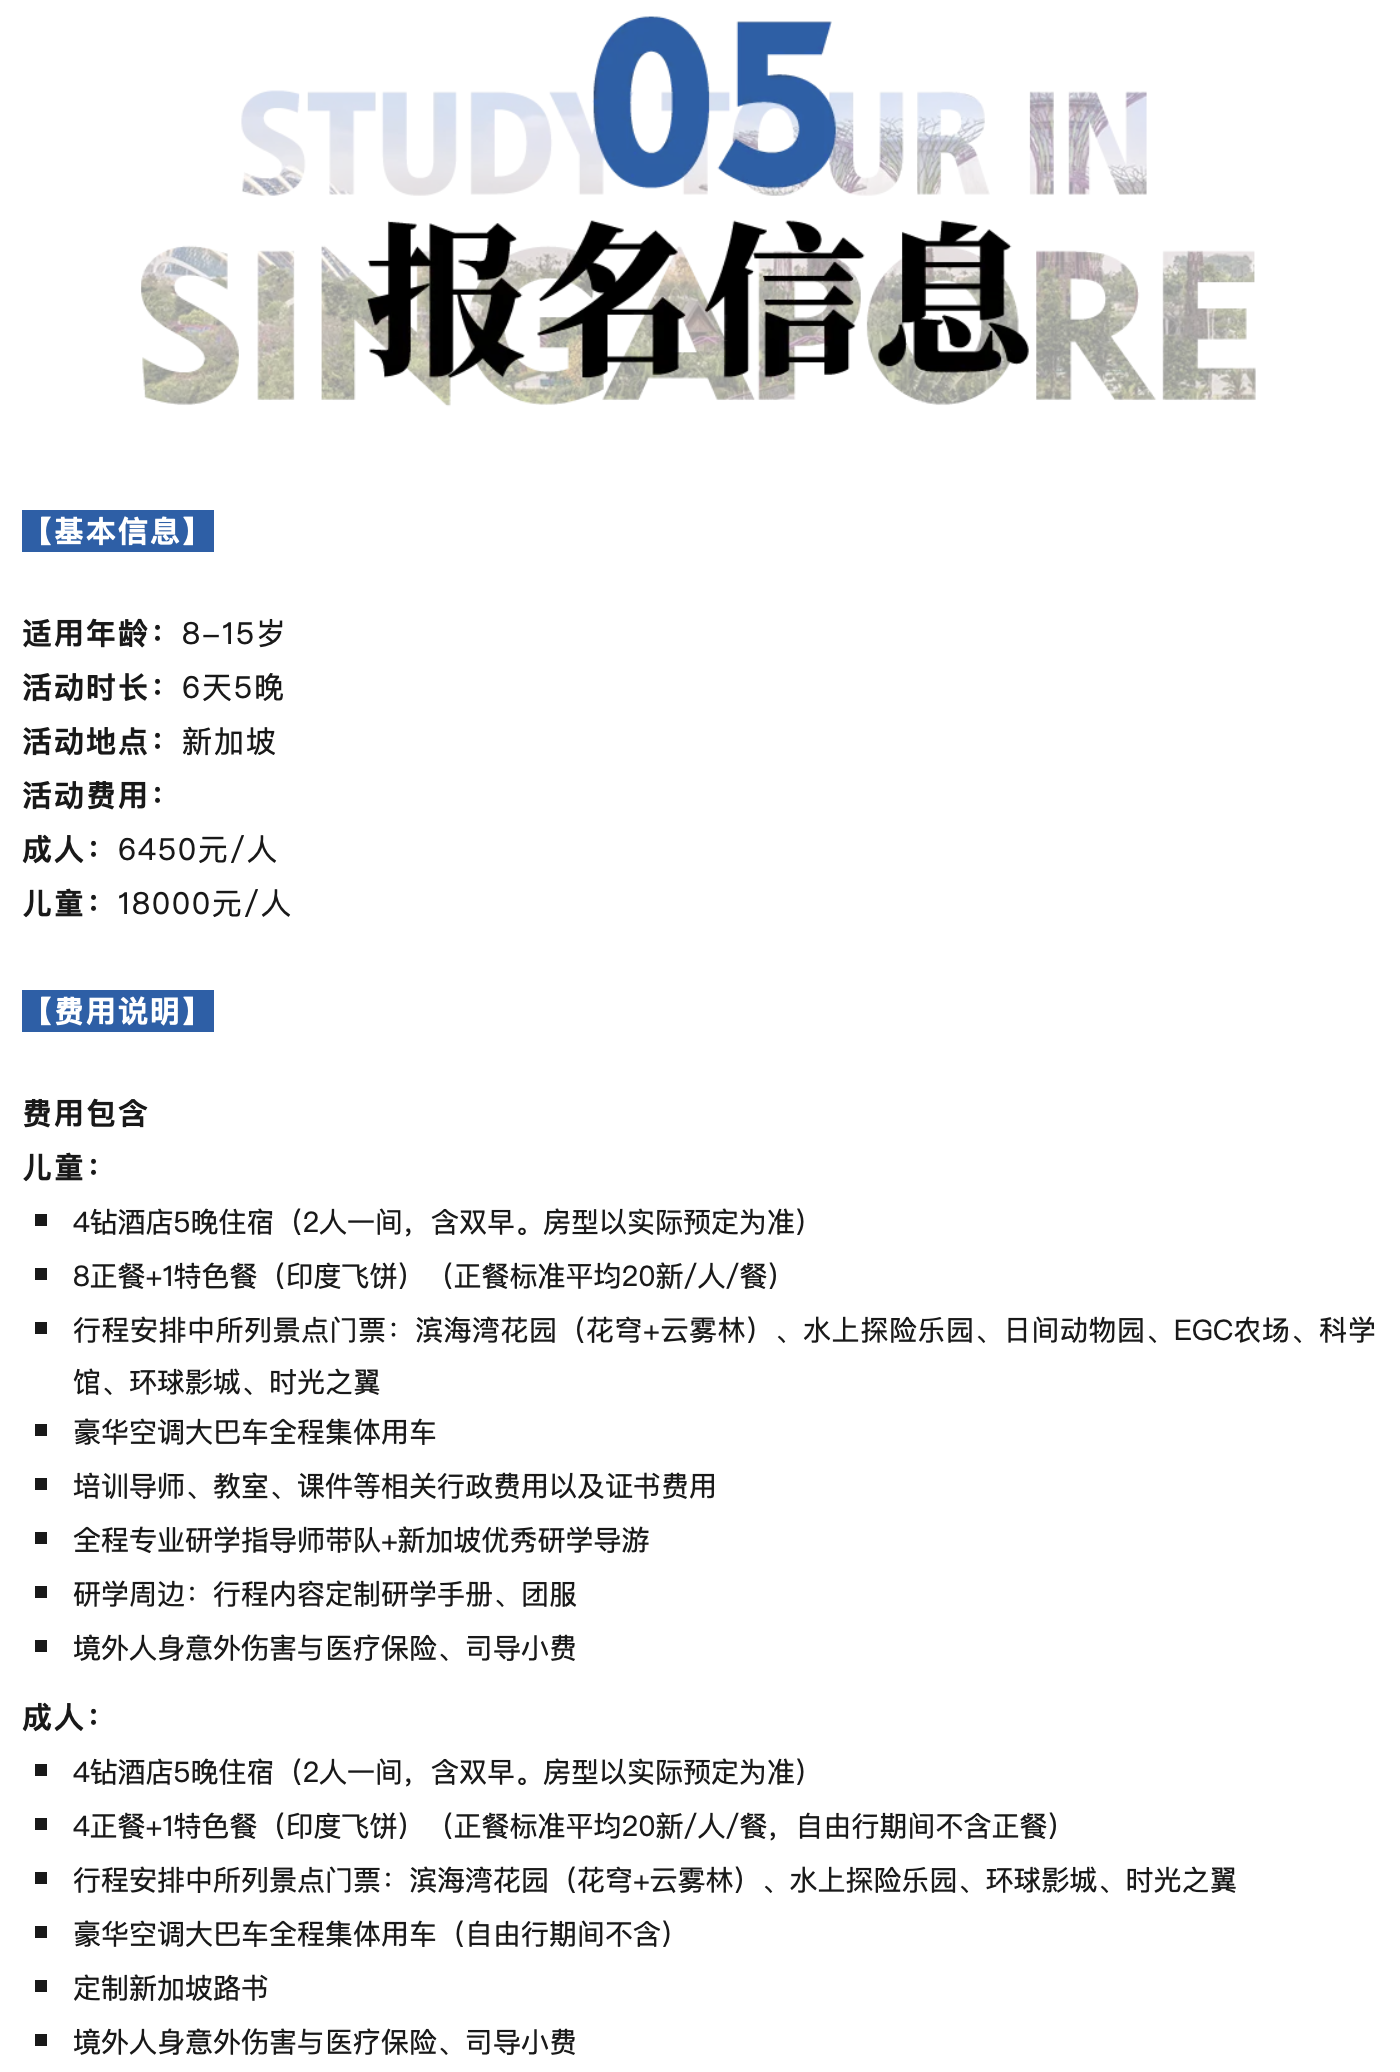 05
STUDY TOUR IN
SINGAPORE
报名信息
【基本信息】
适用年龄：8-15岁
活动时长：6天5晚
活动地点：新加坡
活动费用：
成人：6450元/人
儿童：18000元/人
【费用说明】
费用包含
儿童：
▪ 4钻酒店5晚住宿（2人一间，含双早。房型以实际预定为准）
▪ 8正餐+1特色餐（印度飞饼）（正餐标准平均20新/人/餐）
▪ 行程安排中所列景点门票：滨海湾花园（花穹+云雾林）、水上探险乐园、日间动物园、EGC农场、科学
馆、环球影城、时光之翼
▪ 豪华空调大巴车全程集体用车
▪ 培训导师、教室、课件等相关行政费用以及证书费用
▪ 全程专业研学指导师带队+新加坡优秀研学导游
▪ 研学周边：行程内容定制研学手册、团服
▪ 境外人身意外伤害与医疗保险、司导小费
成人：
▪ 4钻酒店5晚住宿（2人一间，含双早。房型以实际预定为准）
▪ 4正餐+1特色餐（印度飞饼）（正餐标准平均20新/人/餐，自由行期间不含正餐）
▪ 行程安排中所列景点门票：滨海湾花园（花穹+云雾林）、水上探险乐园、环球影城、时光之翼
▪ 豪华空调大巴车全程集体用车（自由行期间不含）
▪ 定制新加坡路书
▪ 境外人身意外伤害与医疗保险、司导小费